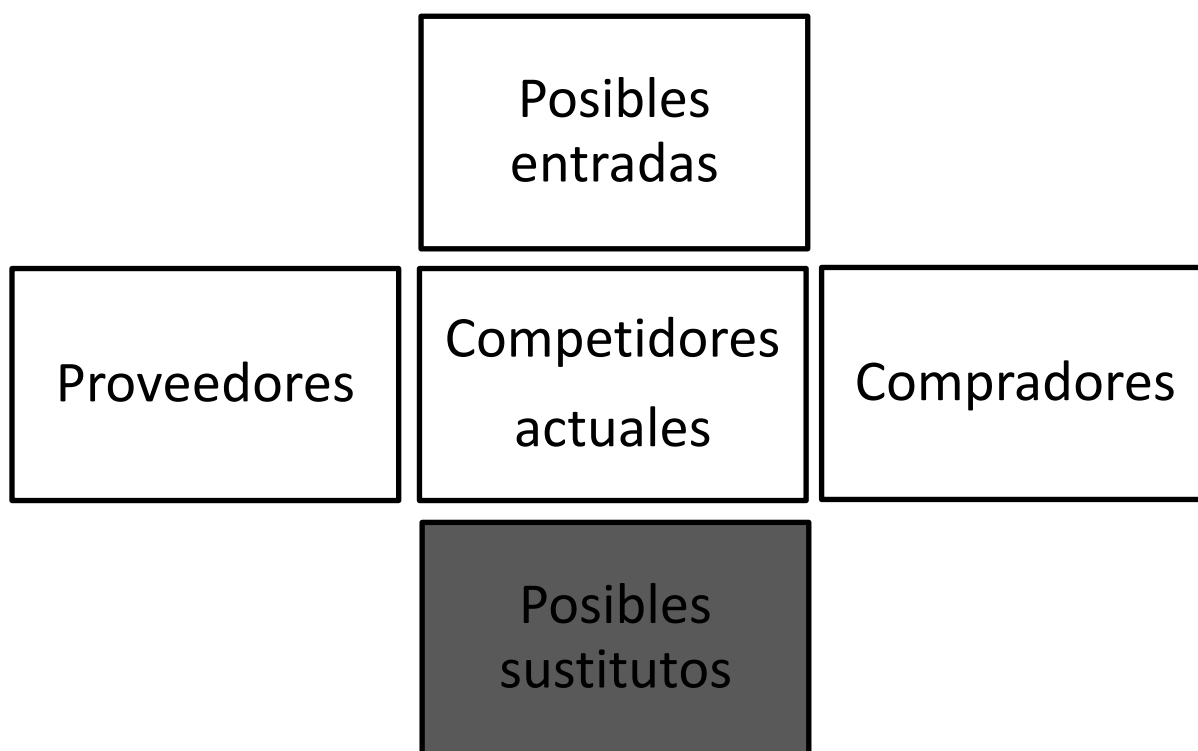 Posibles
entradas
Proveedores
Competidores
actuales
Compradores
Posibles
sustitutos